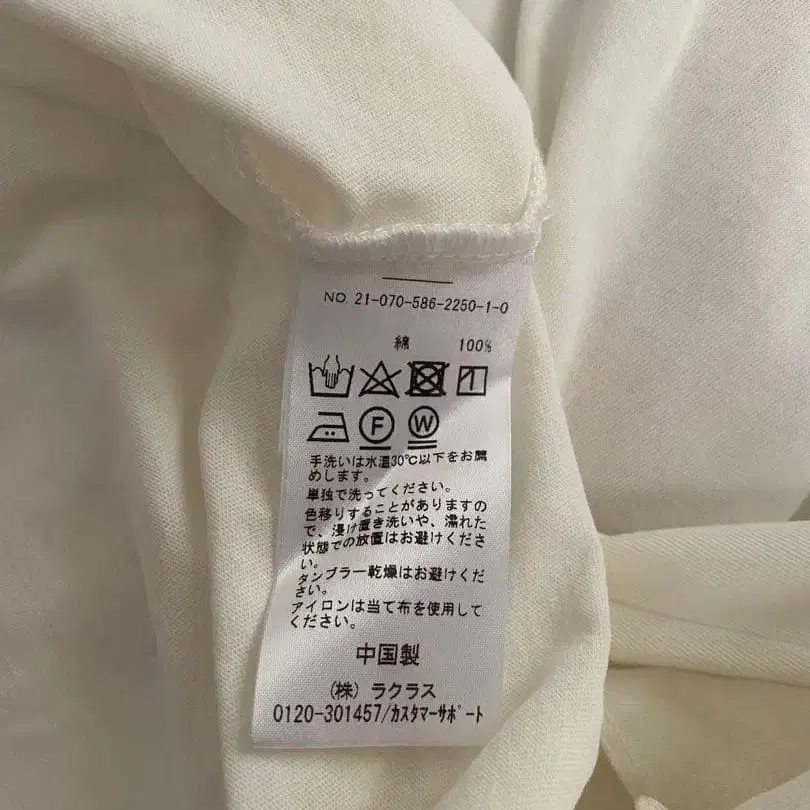 NO. 21-070-586-2250-1-0
綿 100%
F W
手洗いは水温30℃以下をお薦
めします。
単独で洗ってください。
色移りすることがありますの
で、浸け置き洗いや、濡れた
状態での放置はお避けくださ
い。
タンブラー乾燥はお避けくだ
さい。
アイロンは当て布を使用して
ください。
中国製
(株) ラクラス
0120-301457/ｶｽﾀﾏｰｻﾎﾟｰﾄ